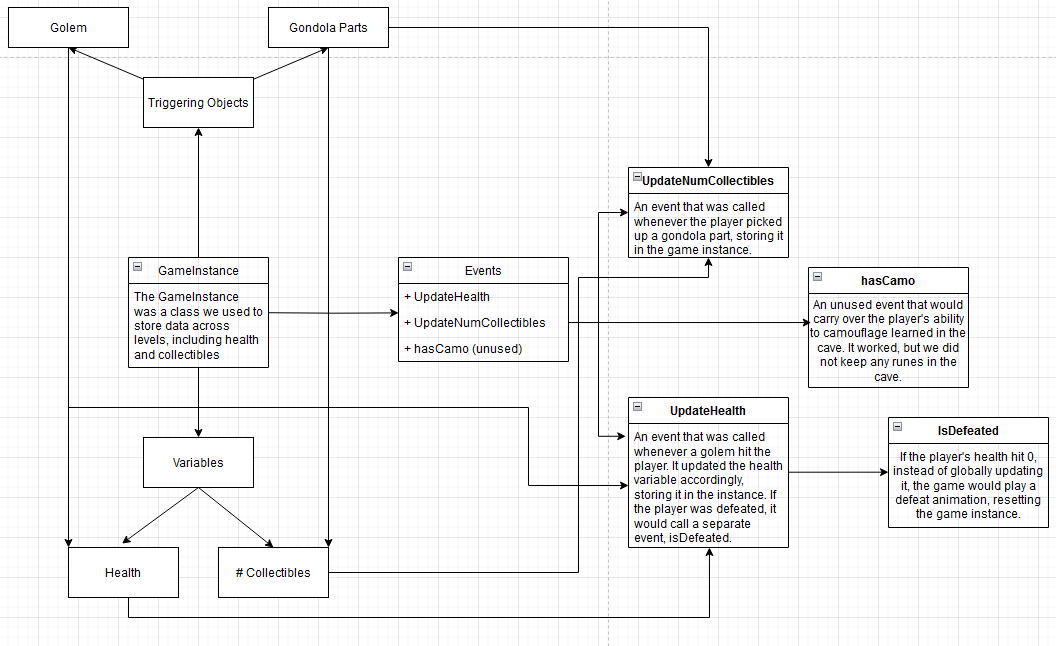 Golem
Gondola Parts
Triggering Objects
UpdateNumCollectibles
An event that was called
whenever the player picked
up a gondola part, storing it
in the game instance.
GameInstance
The GameInstance
was a class we used to
store data across
levels, including health
and collectibles
Events
+ UpdateHealth
+ UpdateNumCollectibles
+ hasCamo (unused)
hasCamo
An unused event that would
carry over the player's ability
to camouflage learned in the
cave. It worked, but we did
not keep any runes in the
cave.
UpdateHealth
An event that was called
whenever a golem hit the
player. It updated the health
variable accordingly,
storing it in the instance. If
the player was defeated, it
would call a separate
event, isDefeated.
IsDefeated
If the player's health hit 0,
instead of globally updating
it, the game would play a
defeat animation, resetting
the game instance.
Variables
Health
# Collectibles